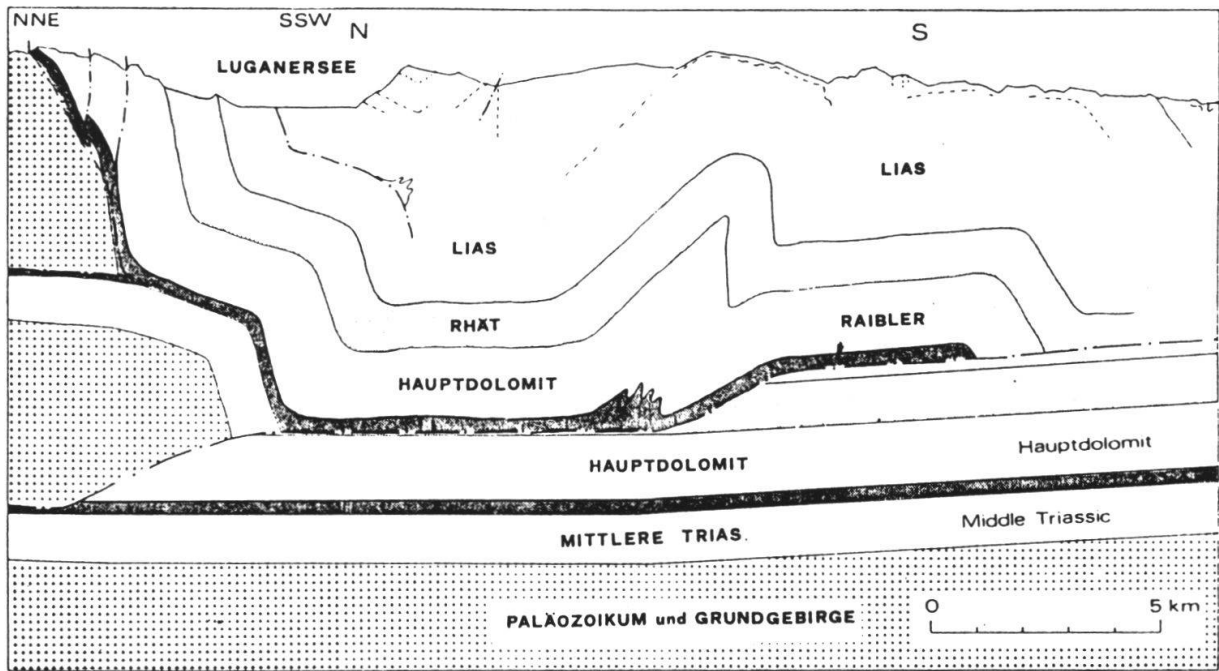 NNE
SSW
N
S
LUGANERSEE
LIAS
LIAS
RHÄT
RAIBLER
HAUPTDOLOMIT
HAUPTDOLOMIT
Hauptdolomit
MITTLERE TRIAS.
Middle Triassic
PALÄOZOIKUM und GRUNDGEBIRGE
0
5 km